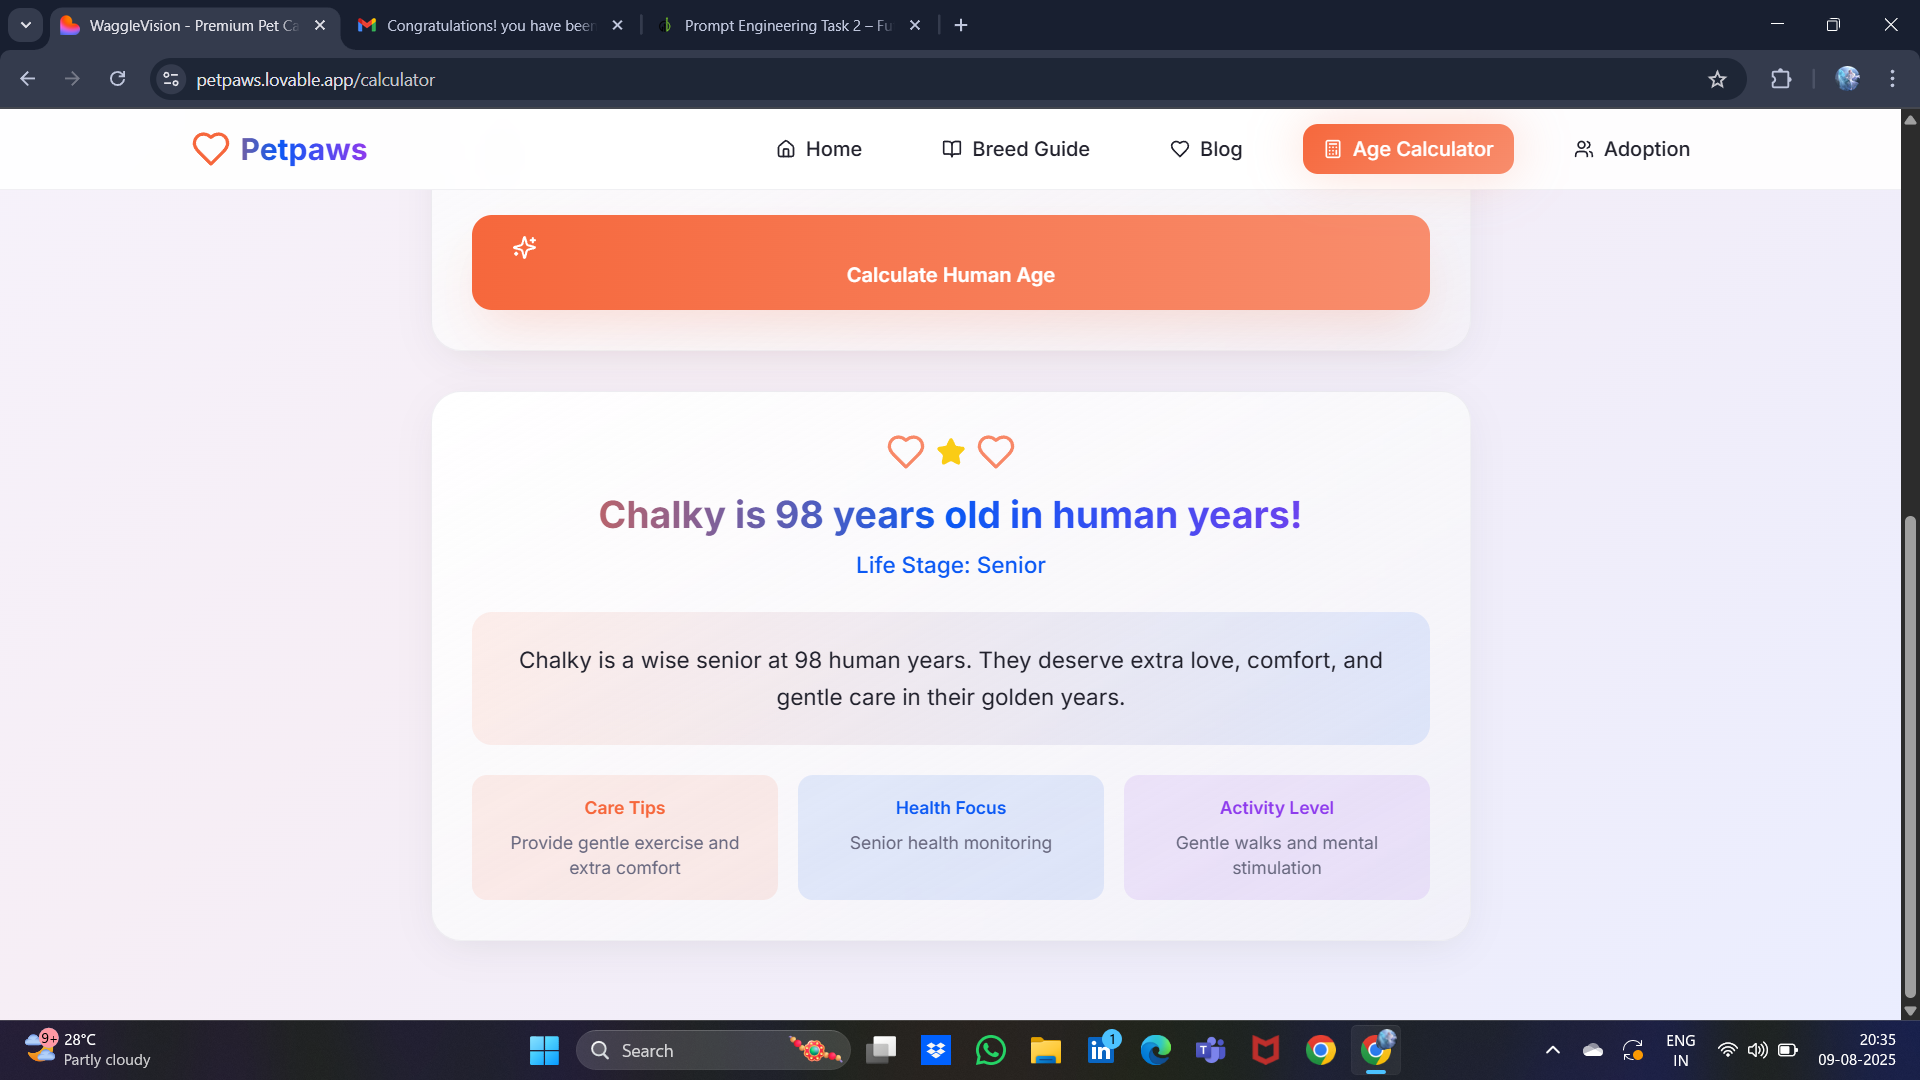 WaggleVision - Premium Pet Ca
Congratulations! you have been
Prompt Engineering Task 2 – Fu
petpaws.lovable.app/calculator
Petpaws
Home
Breed Guide
Blog
Age Calculator
Adoption
Calculate Human Age
Chalky is 98 years old in human years!
Life Stage: Senior
Chalky is a wise senior at 98 human years. They deserve extra love, comfort, and
gentle care in their golden years.
Care Tips
Provide gentle exercise and
extra comfort
Health Focus
Senior health monitoring
Activity Level
Gentle walks and mental
stimulation
9+
28°C
Partly cloudy
Search
1
ENG
IN
20:35
09-08-2025